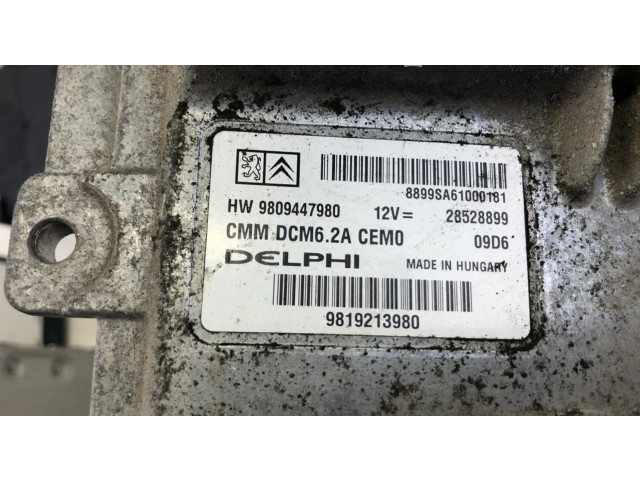 8899SA61000181
HW 9809447980 12V= 28528899
CMM DCM6.2A CEM0 09D6
DELPHI MADE IN HUNGARY
9819213980